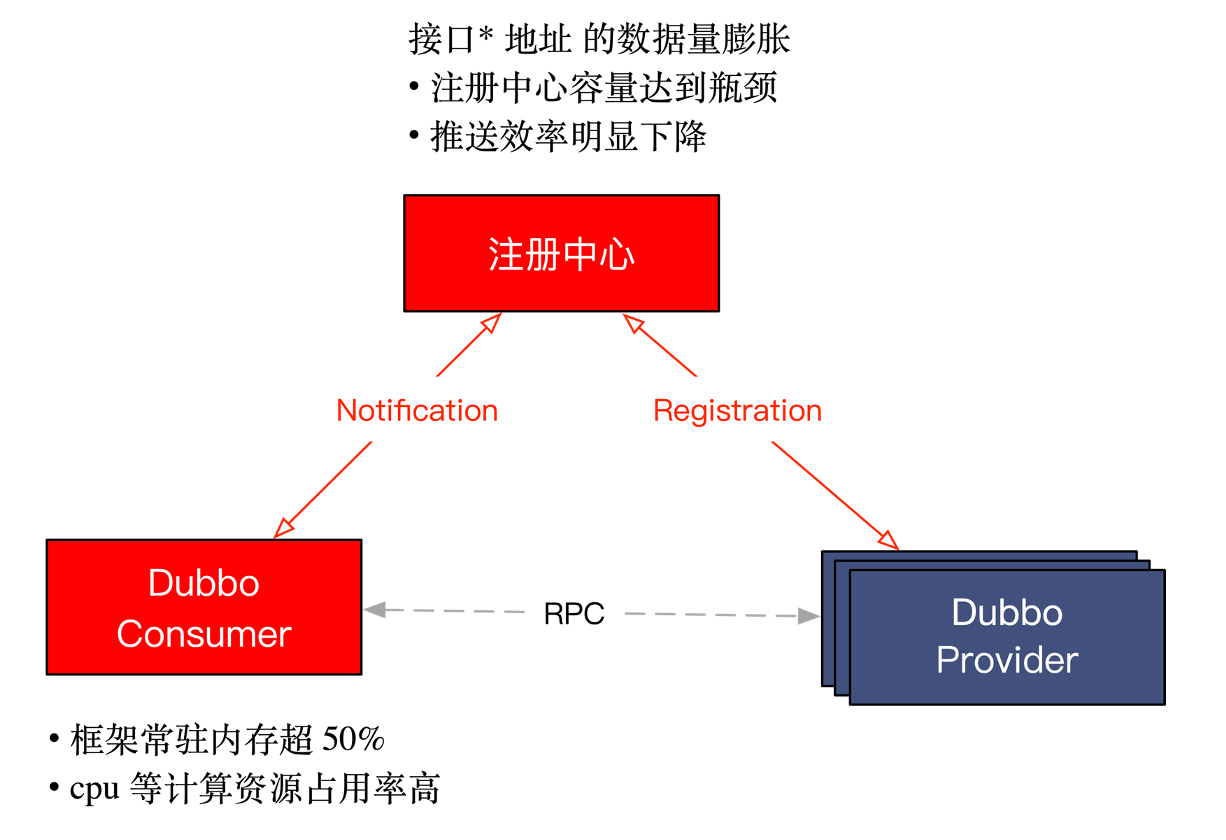 接口* 地址 的数据量膨胀
• 注册中心容量达到瓶颈
• 推送效率明显下降
注册中心
Notification
Registration
Dubbo
Consumer
RPC
Dubbo
Provider
• 框架常驻内存超 50%
• cpu 等计算资源占用率高